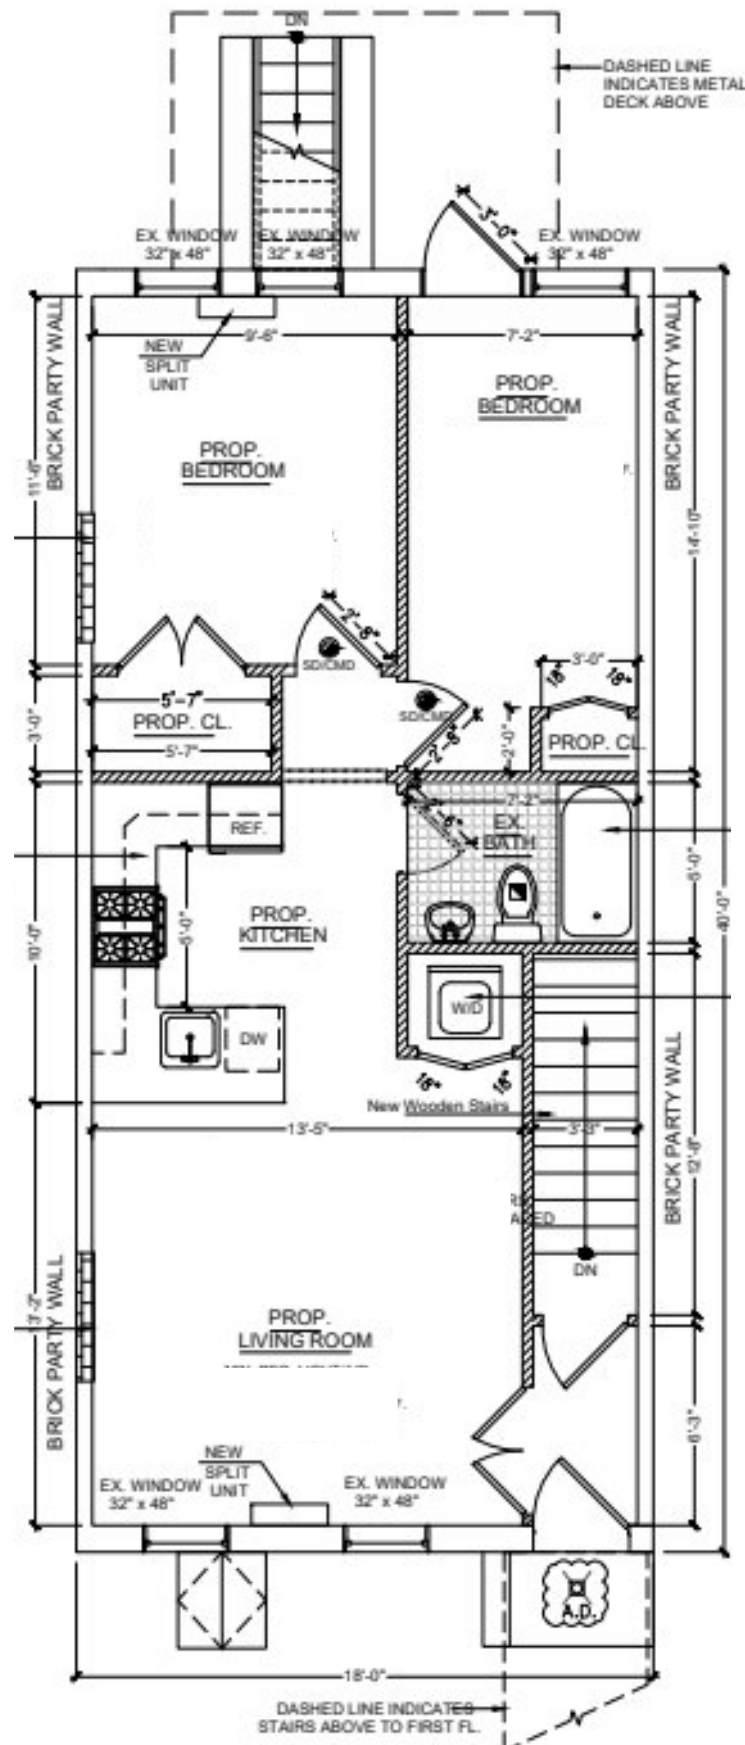 DN
DASHED LINE
INDICATES METAL
DECK ABOVE
3'-0"
EX. WINDOW
32" x 48"
EX. WINDOW
32" x 48"
EX. WINDOW
32" x 48"
BRICK PARTY WALL
BRICK PARTY WALL
9'-6"
7'-2"
NEW
SPLIT
UNIT
PROP.
BEDROOM
PROP.
BEDROOM
11'-6"
14'-10"
2'-8"
SD/CMD
3'-0"
18"
18"
5'-7"
PROP. CL.
5'-7"
3'-0"
SD/CMD
2'-8"
2'-0"
PROP. CL.
7'-2"
REF.
EX.
BATH
PROP.
KITCHEN
5'-0"
10'-0"
40'-0"
W/D
DW
18"
18"
New Wooden Stairs
13'-5"
3'-3"
BRICK PARTY WALL
12'-8"
DN
13'-2"
BRICK PARTY WALL
PROP.
LIVING ROOM
6'-3"
NEW
SPLIT
UNIT
EX. WINDOW
32" x 48"
EX. WINDOW
32" x 48"
A.D.
18'-0"
DASHED LINE INDICATES
STAIRS ABOVE TO FIRST FL.